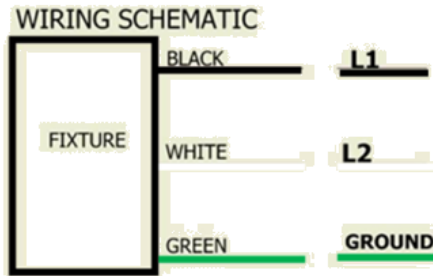 WIRING SCHEMATIC
BLACK L1
FIXTURE
WHITE L2
GREEN GROUND